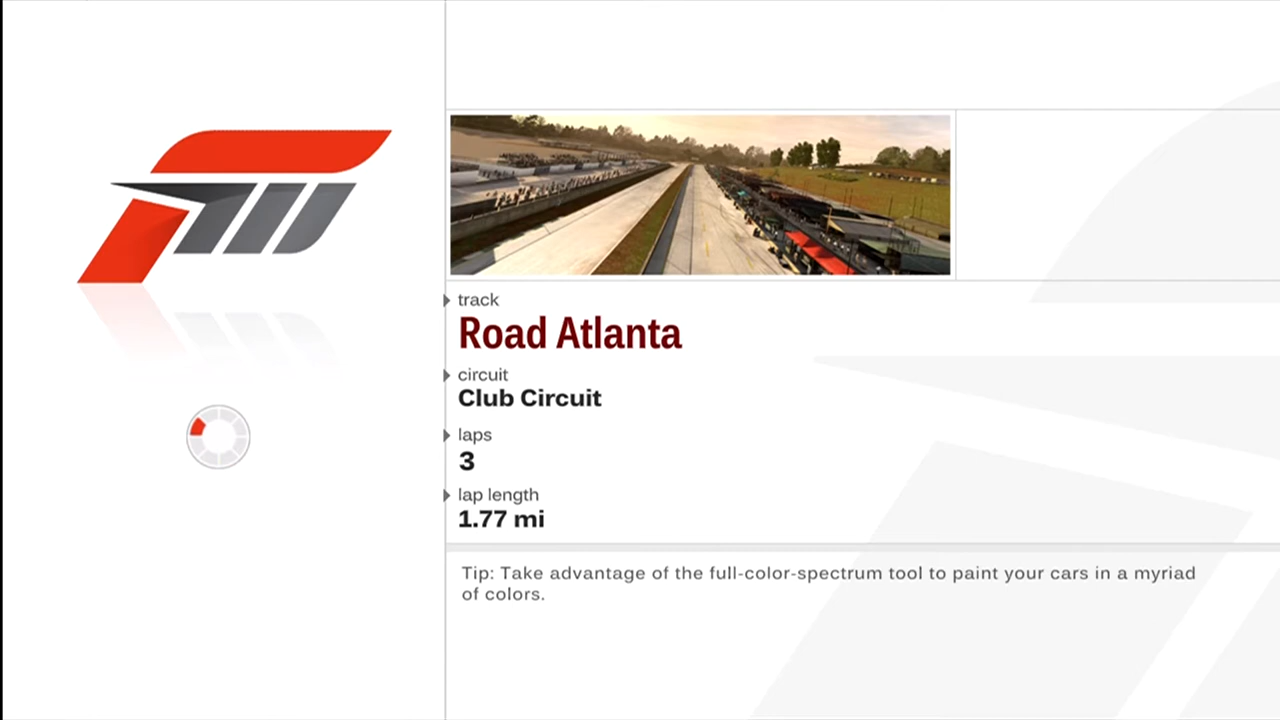 track
Road Atlanta
circuit
Club Circuit
laps
3
lap length
1.77 mi
Tip: Take advantage of the full-color-spectrum tool to paint your cars in a myriad
of colors.